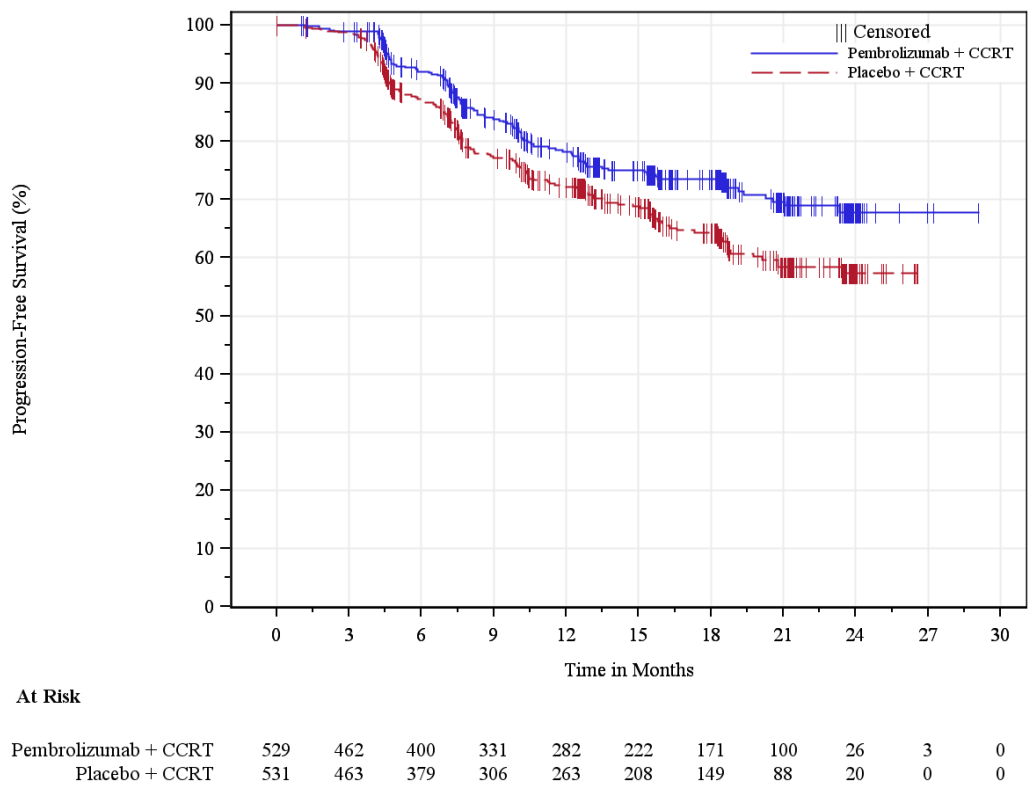 100
90
80
70
60
50
40
30
20
10
0
Progression-Free Survival (%)
||| Censored
Pembrolizumab + CCRT
Placebo + CCRT
0 3 6 9 12 15 18 21 24 27 30
Time in Months
At Risk
Pembrolizumab + CCRT 529 462 400 331 282 222 171 100 26 3 0
Placebo + CCRT 531 463 379 306 263 208 149 88 20 0 0